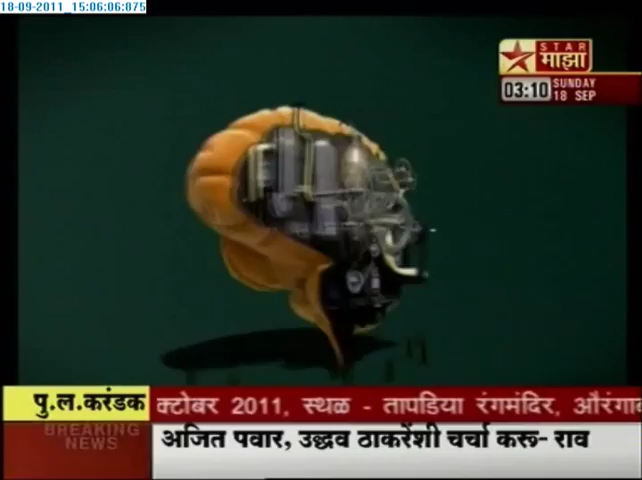 18-09-2011_15:06:06:875
STAR
माझा
03:10 SUNDAY
18 SEP
पु.ल.करंडक क्टोबर 2011, स्थळ - तापडिया रंगमंदिर, औरंगाब
BREAKING
NEWS
अजित पवार, उद्धव ठाकरेंशी चर्चा करू- राव